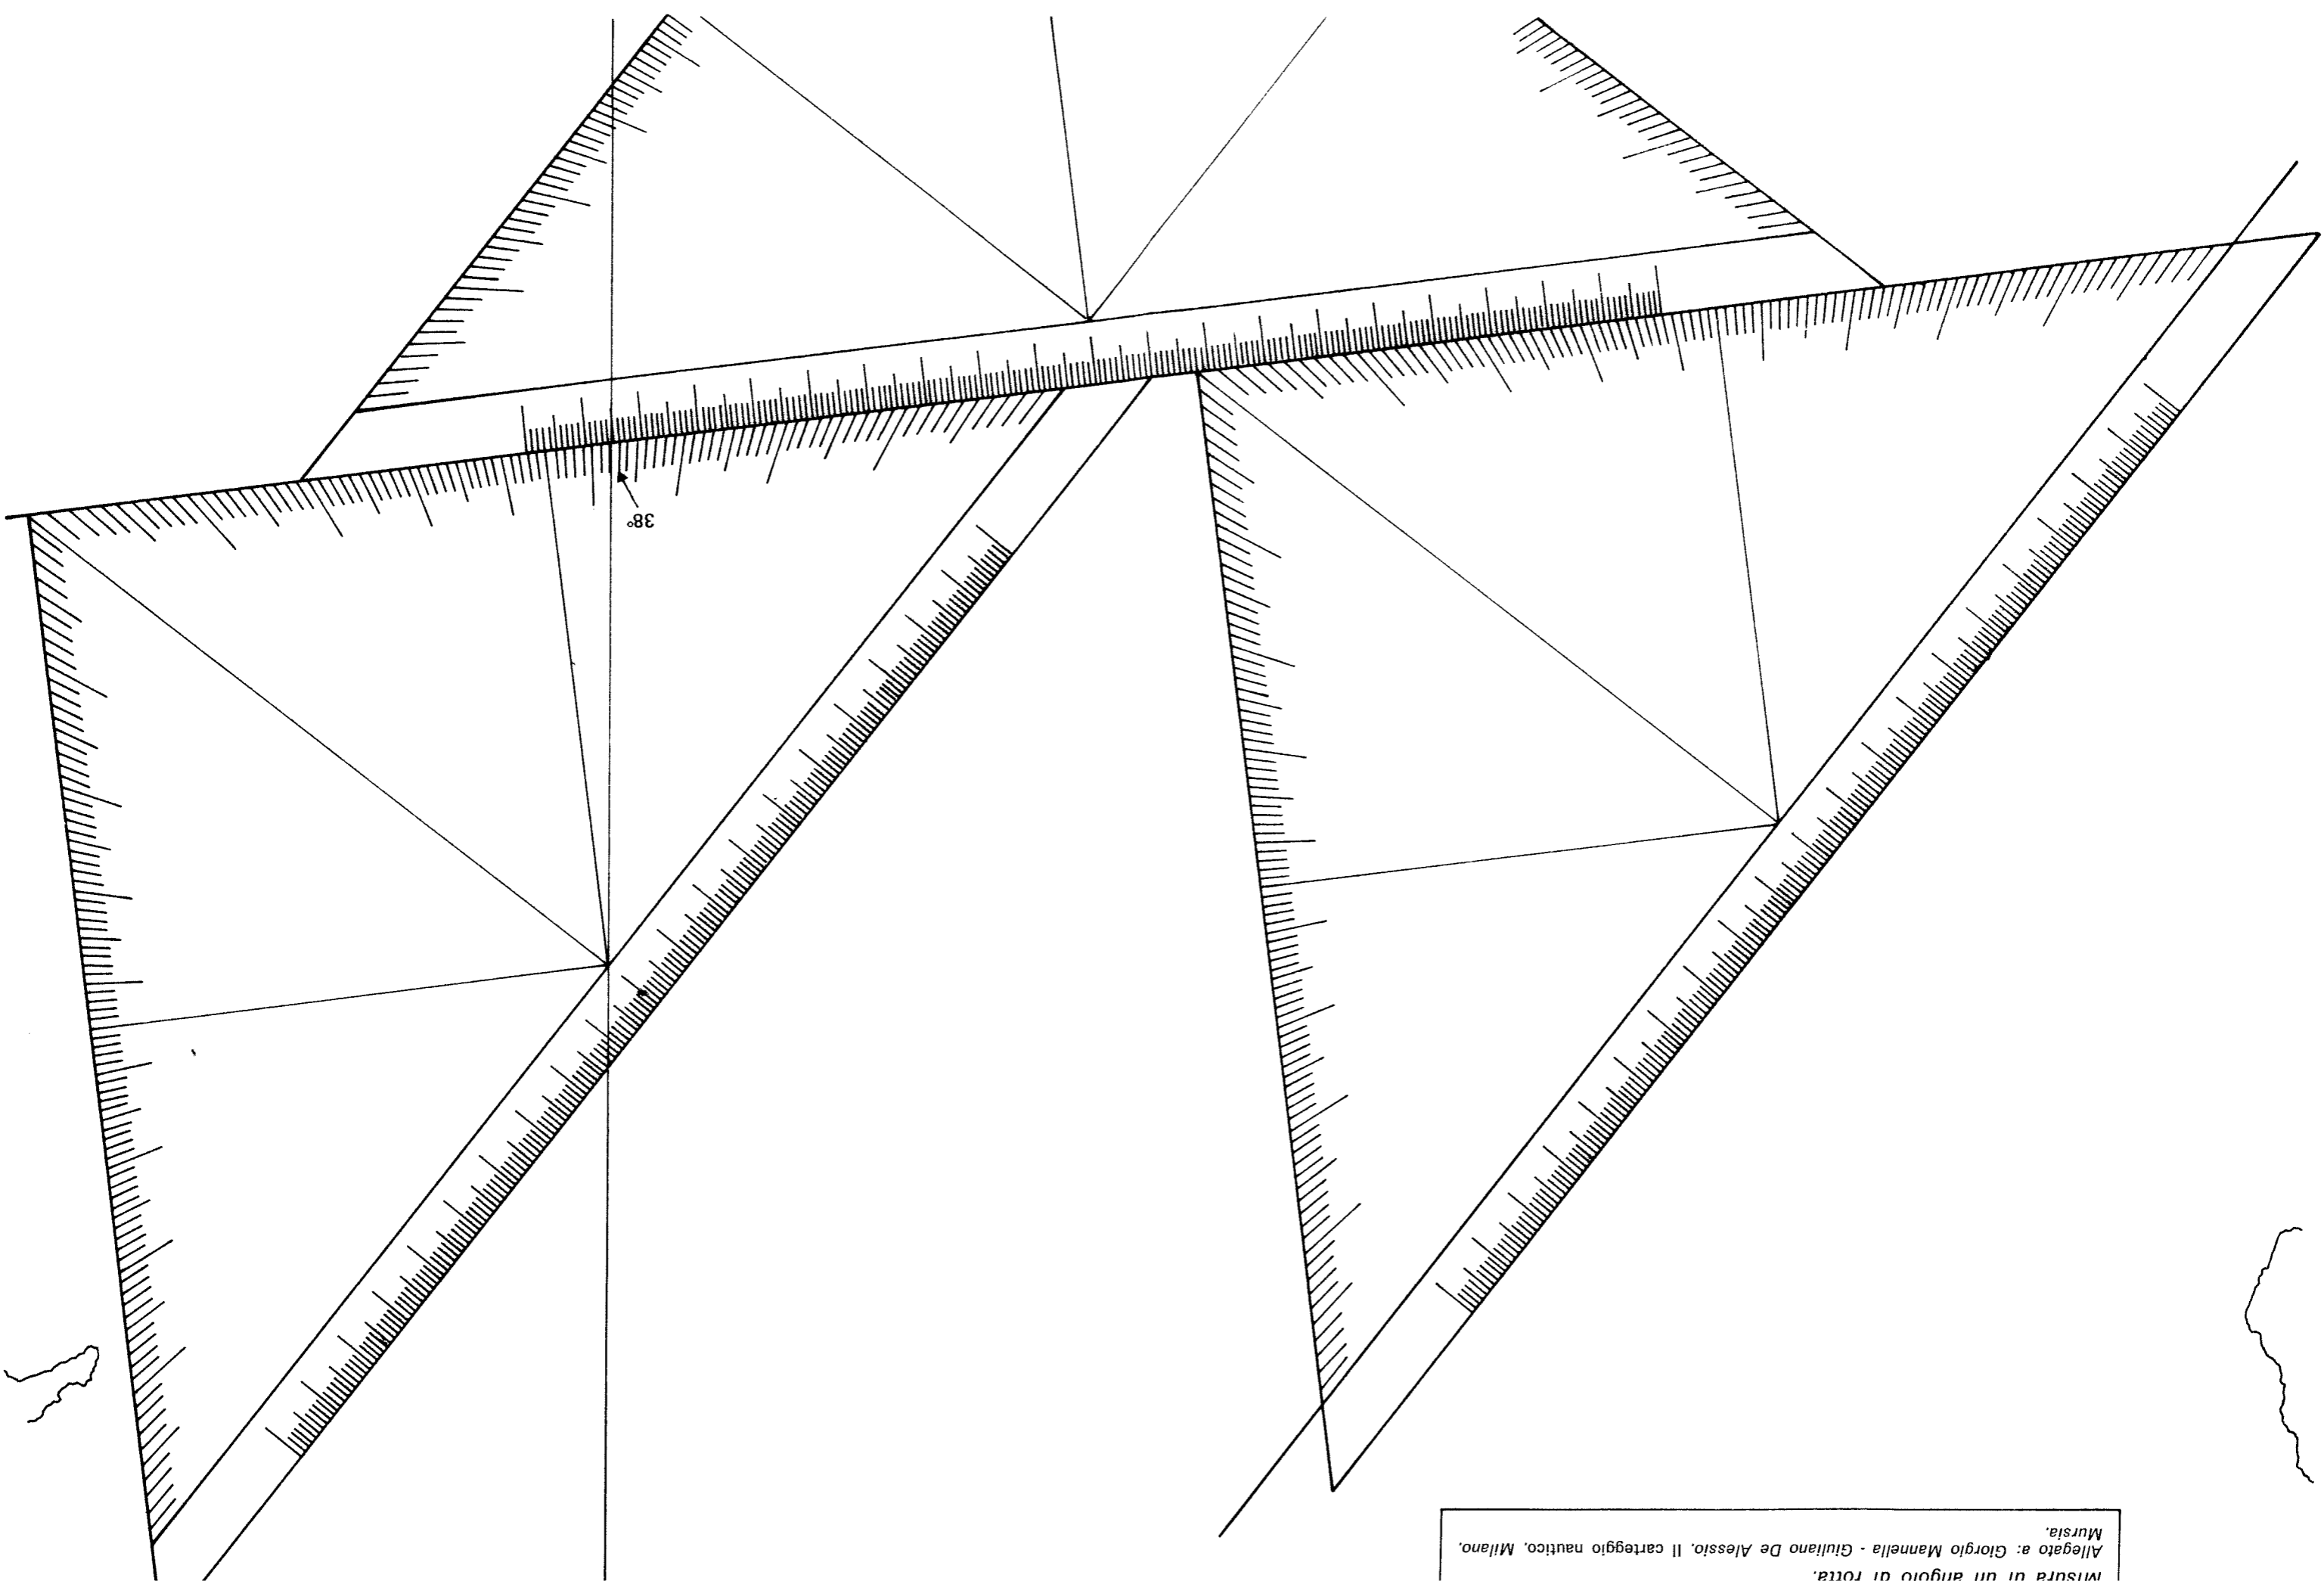 Misura di un angolo di rotta.
Allegato a: Giorgio Mannella - Giuliano De Alessio, Il carteggio nautico, Milano,
Mursia.
38°